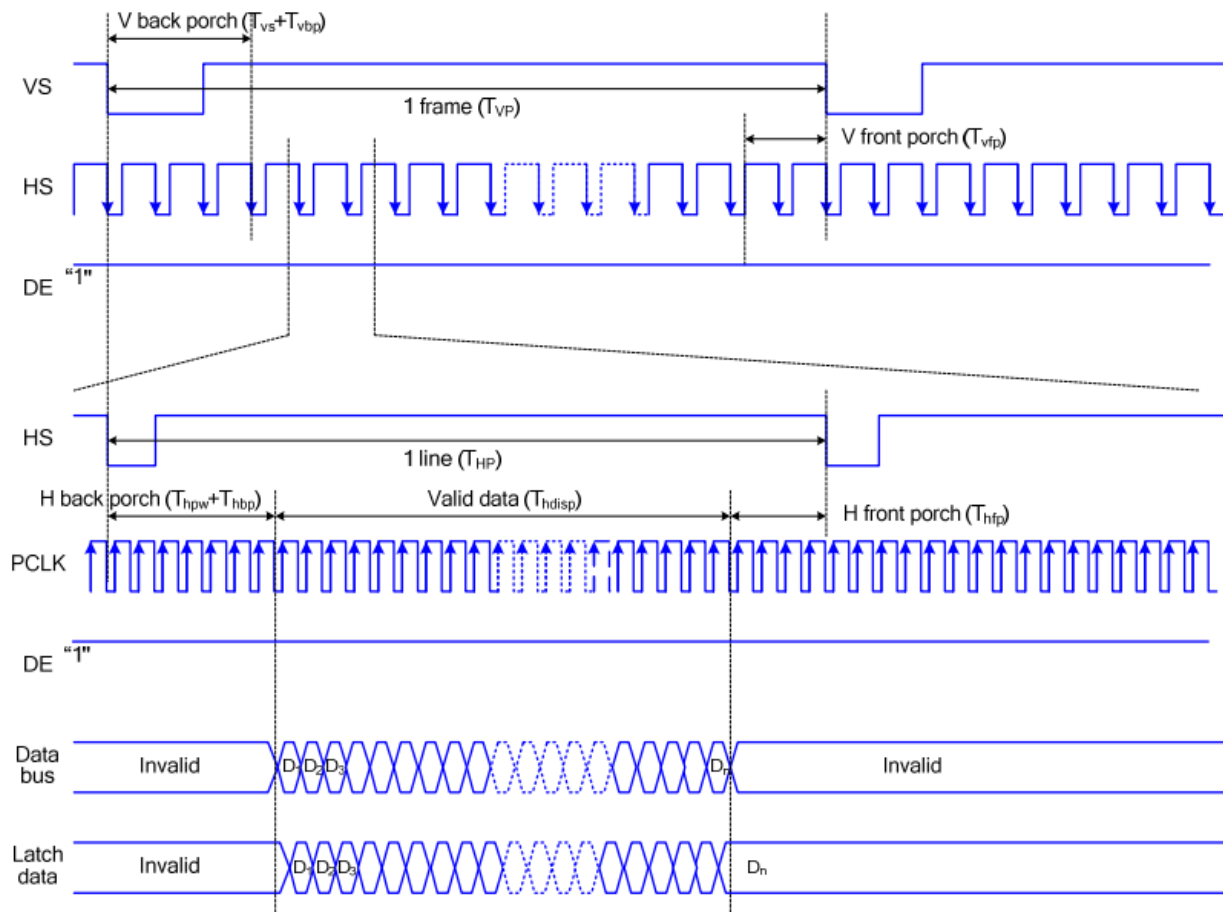 V back porch (Tvs+Tvbp)
VS
1 frame (TVP)
V front porch (Tvfp)
HS
DE "1"
HS
1 line (THP)
H back porch (Thpw+Thbp)
Valid data (Thdisp)
H front porch (Thfp)
PCLK
DE "1"
Data
bus
Invalid
D1 D2 D3
Dn
Invalid
Latch
data
Invalid
D1 D2 D3
Dn